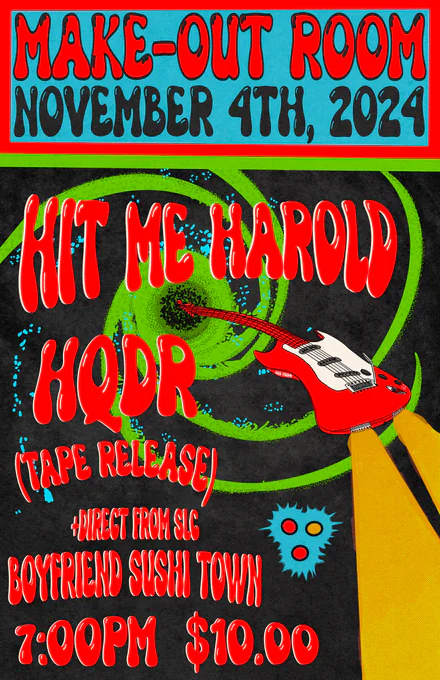 MAKE-OUT ROOM
NOVEMBER 4TH, 2024
HIT ME HAROLD
HQDR
(TAPE RELEASE)
+DIRECT FROM SLC
BOYFRIEND SUSHI TOWN
7:00PM $10.00